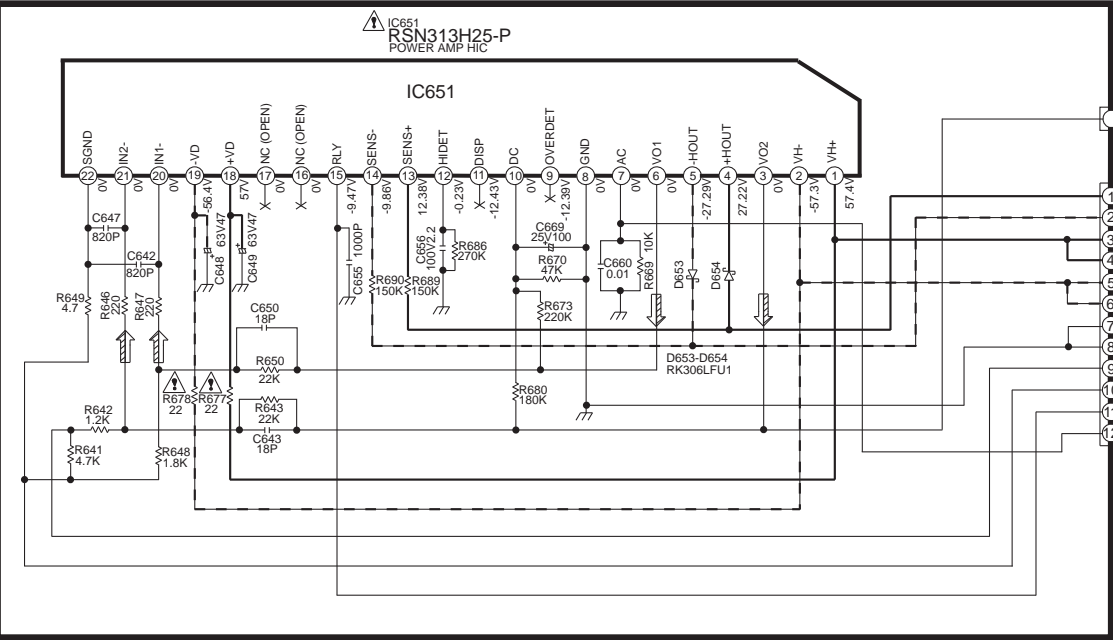 IC651
RSN313H25-P
POWER AMP HIC
IC651
SGND
IN2-
IN1-
-VD
+VD
NC (OPEN)
NC (OPEN)
RLY
SENS-
SENS+
HIDET
DISP
DC
OVERDET
GND
AC
VO1
-HOUT
+HOUT
VO2
VH-
VH+
22
21
20
19
18
17
16
15
14
13
12
11
10
9
8
7
6
5
4
3
2
1
0V
0V
0V
-56.4V
57V
0V
0V
-9.47V
-9.86V
12.38V
-0.23V
-12.43V
0V
-12.39V
0V
0V
0V
-27.29V
27.22V
0V
-57.3V
57.4V
C647
820P
C642
820P
C648 63V47
C649 63V47
C655 1000P
C656
100V2.2
R686
270K
C669
25V100
R670
47K
R673
220K
C660
0.01
R669 10K
D653
D654
R649
4.7
R646
220
R647
220
R690
150K
R689
150K
C650
18P
R650
22K
D653-D654
RK306LFU1
R678
22
R677
22
R643
22K
C643
18P
R680
180K
R642
1.2K
R641
4.7K
R648
1.8K
1
2
3
4
5
6
7
8
9
10
11
12